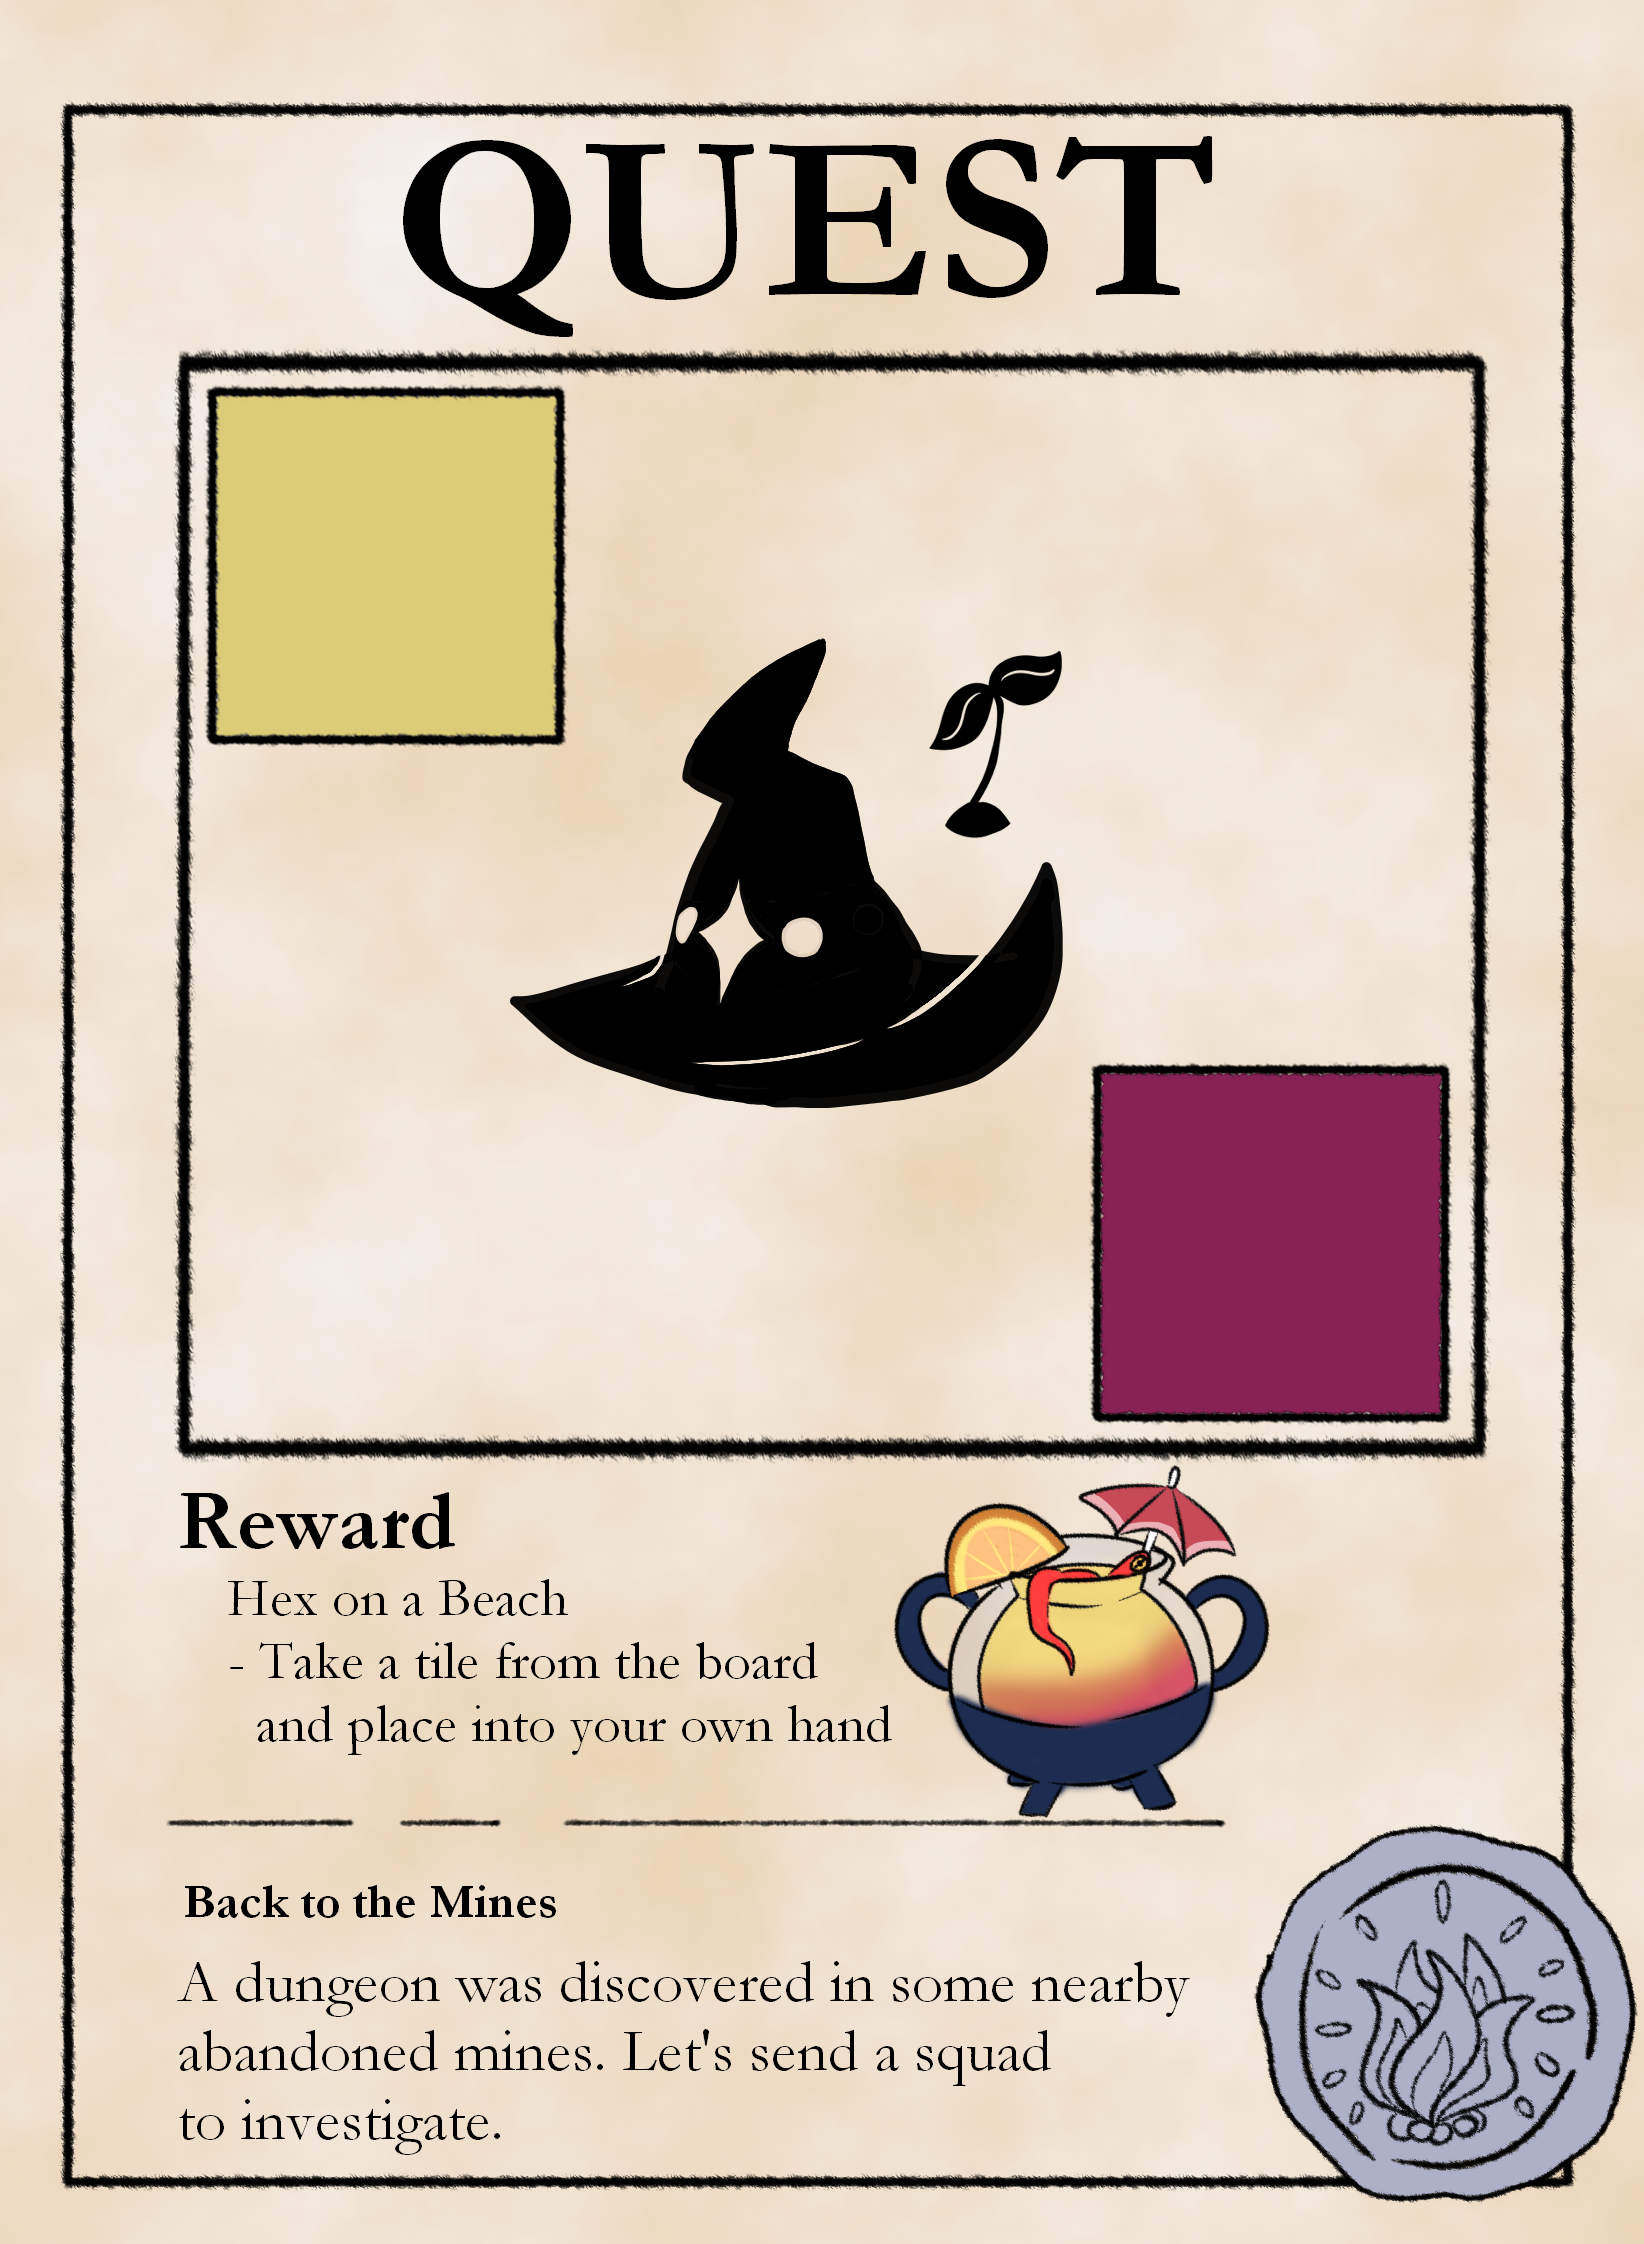 QUEST
Reward
Hex on a Beach
- Take a tile from the board
and place into your own hand
Back to the Mines
A dungeon was discovered in some nearby
abandoned mines. Let's send a squad
to investigate.